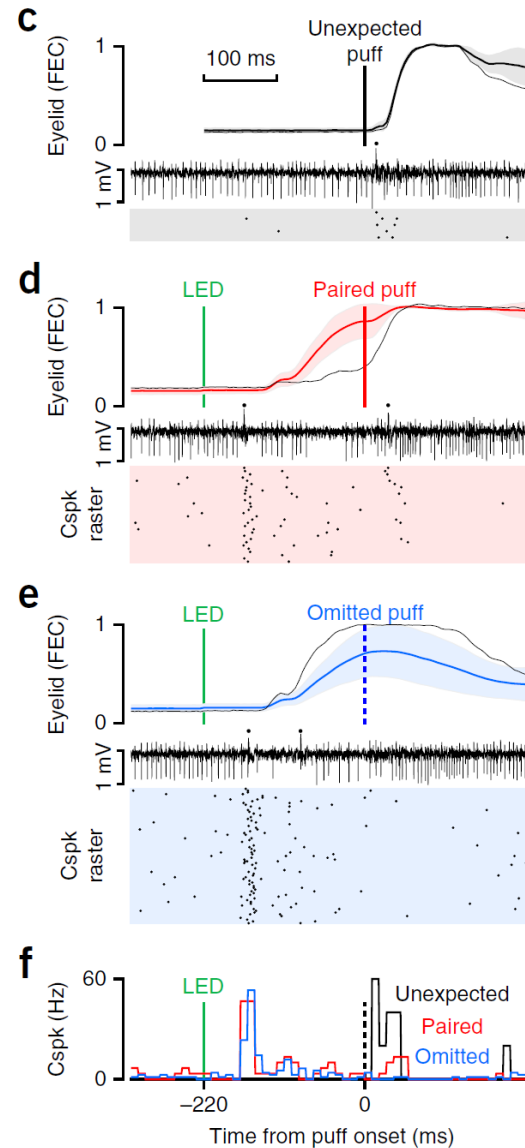 c
Unexpected
puff
100 ms
Eyelid (FEC)
1
0
1 mV
d
LED
Paired puff
Eyelid (FEC)
1
0
1 mV
Cspk
raster
e
LED
Omitted puff
Eyelid (FEC)
1
0
1 mV
Cspk
raster
f
60
LED
Unexpected
Paired
Omitted
Cspk (Hz)
0
−220
0
Time from puff onset (ms)